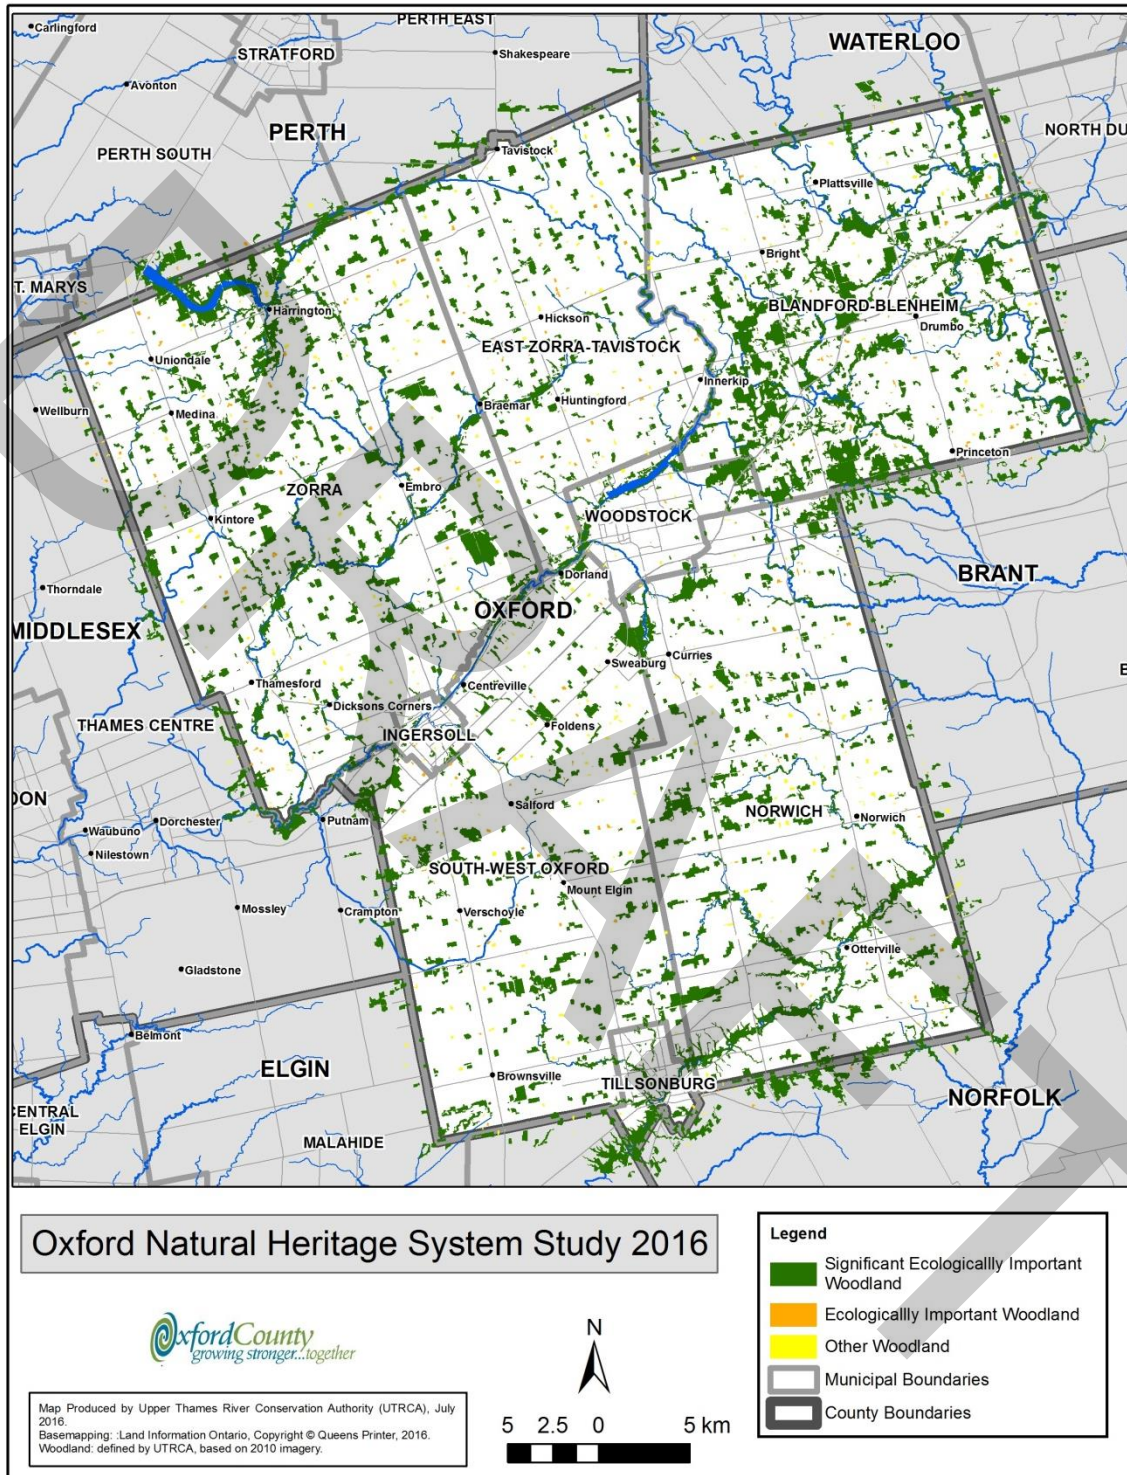 PERTH EAST
Carlingford
STRATFORD
Shakespeare
WATERLOO
Avonton
PERTH
NORTH DU
PERTH SOUTH
Tavistock
Plattsville
Bright
T. MARYS
Harrington
BLANDFORD-BLENHEIM
Hickson
Drumbo
EAST ZORRA-TAVISTOCK
Uniondale
Innerkip
Wellburn
Medina
Braemar
Huntingford
Princeton
ZORRA
Embro
Kintore
WOODSTOCK
Thorndale
Dorland
BRANT
OXFORD
MIDDLESEX
Sweaburg
Curries
E
Thamesford
Centreville
Dicksons Corners
THAMES CENTRE
Foldens
INGERSOLL
DON
Salford
NORWICH
Norwich
Dorchester
Putnam
Waubuno
Nilestown
SOUTH-WEST OXFORD
Mount Elgin
Mossley
Crampton
Verschoyle
Otterville
Gladstone
Belmont
ELGIN
Brownsville
TILLSONBURG
NORFOLK
CENTRAL
ELGIN
MALAHIDE
DRAFT
Oxford Natural Heritage System Study 2016
OxfordCounty
growing stronger...together
Map Produced by Upper Thames River Conservation Authority (UTRCA), July
2016.
Basemapping: :Land Information Ontario, Copyright © Queens Printer, 2016.
Woodland: defined by UTRCA, based on 2010 imagery.
N
5 2.5 0 5 km
Legend
Significant Ecologicallly Important
Woodland
Ecologicallly Important Woodland
Other Woodland
Municipal Boundaries
County Boundaries